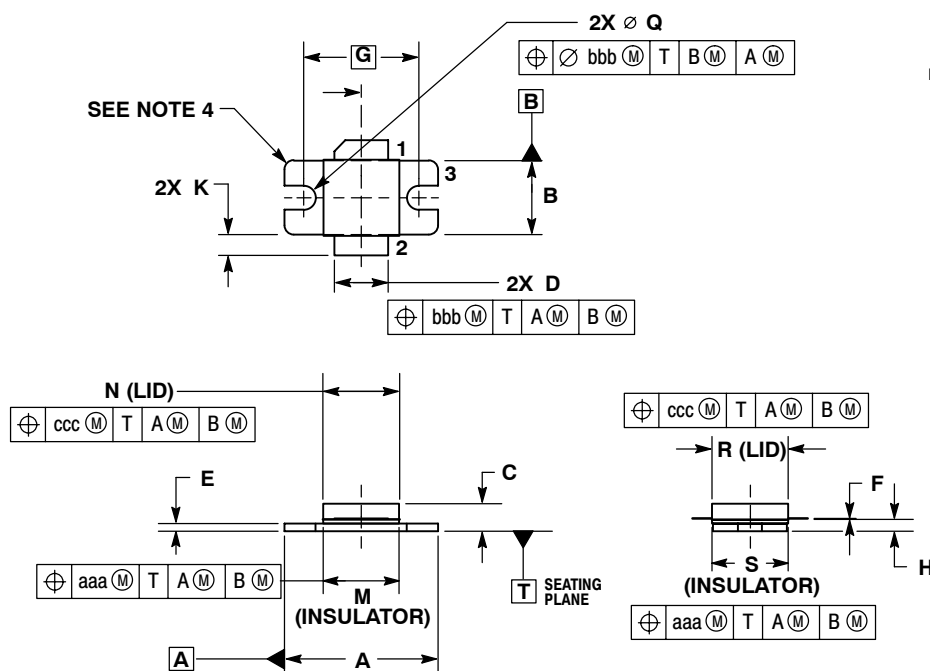 2X ⌀ Q
⌖ ⌀ bbb Ⓜ T B Ⓜ A Ⓜ
G
B
SEE NOTE 4
1
3
2X K
B
2
2X D
⌖ bbb Ⓜ T A Ⓜ B Ⓜ
N (LID)
⌖ ccc Ⓜ T A Ⓜ B Ⓜ
⌖ ccc Ⓜ T A Ⓜ B Ⓜ
R (LID)
E
C
F
H
⌖ aaa Ⓜ T A Ⓜ B Ⓜ
M
(INSULATOR)
T SEATING
PLANE
S
(INSULATOR)
⌖ aaa Ⓜ T A Ⓜ B Ⓜ
A
A